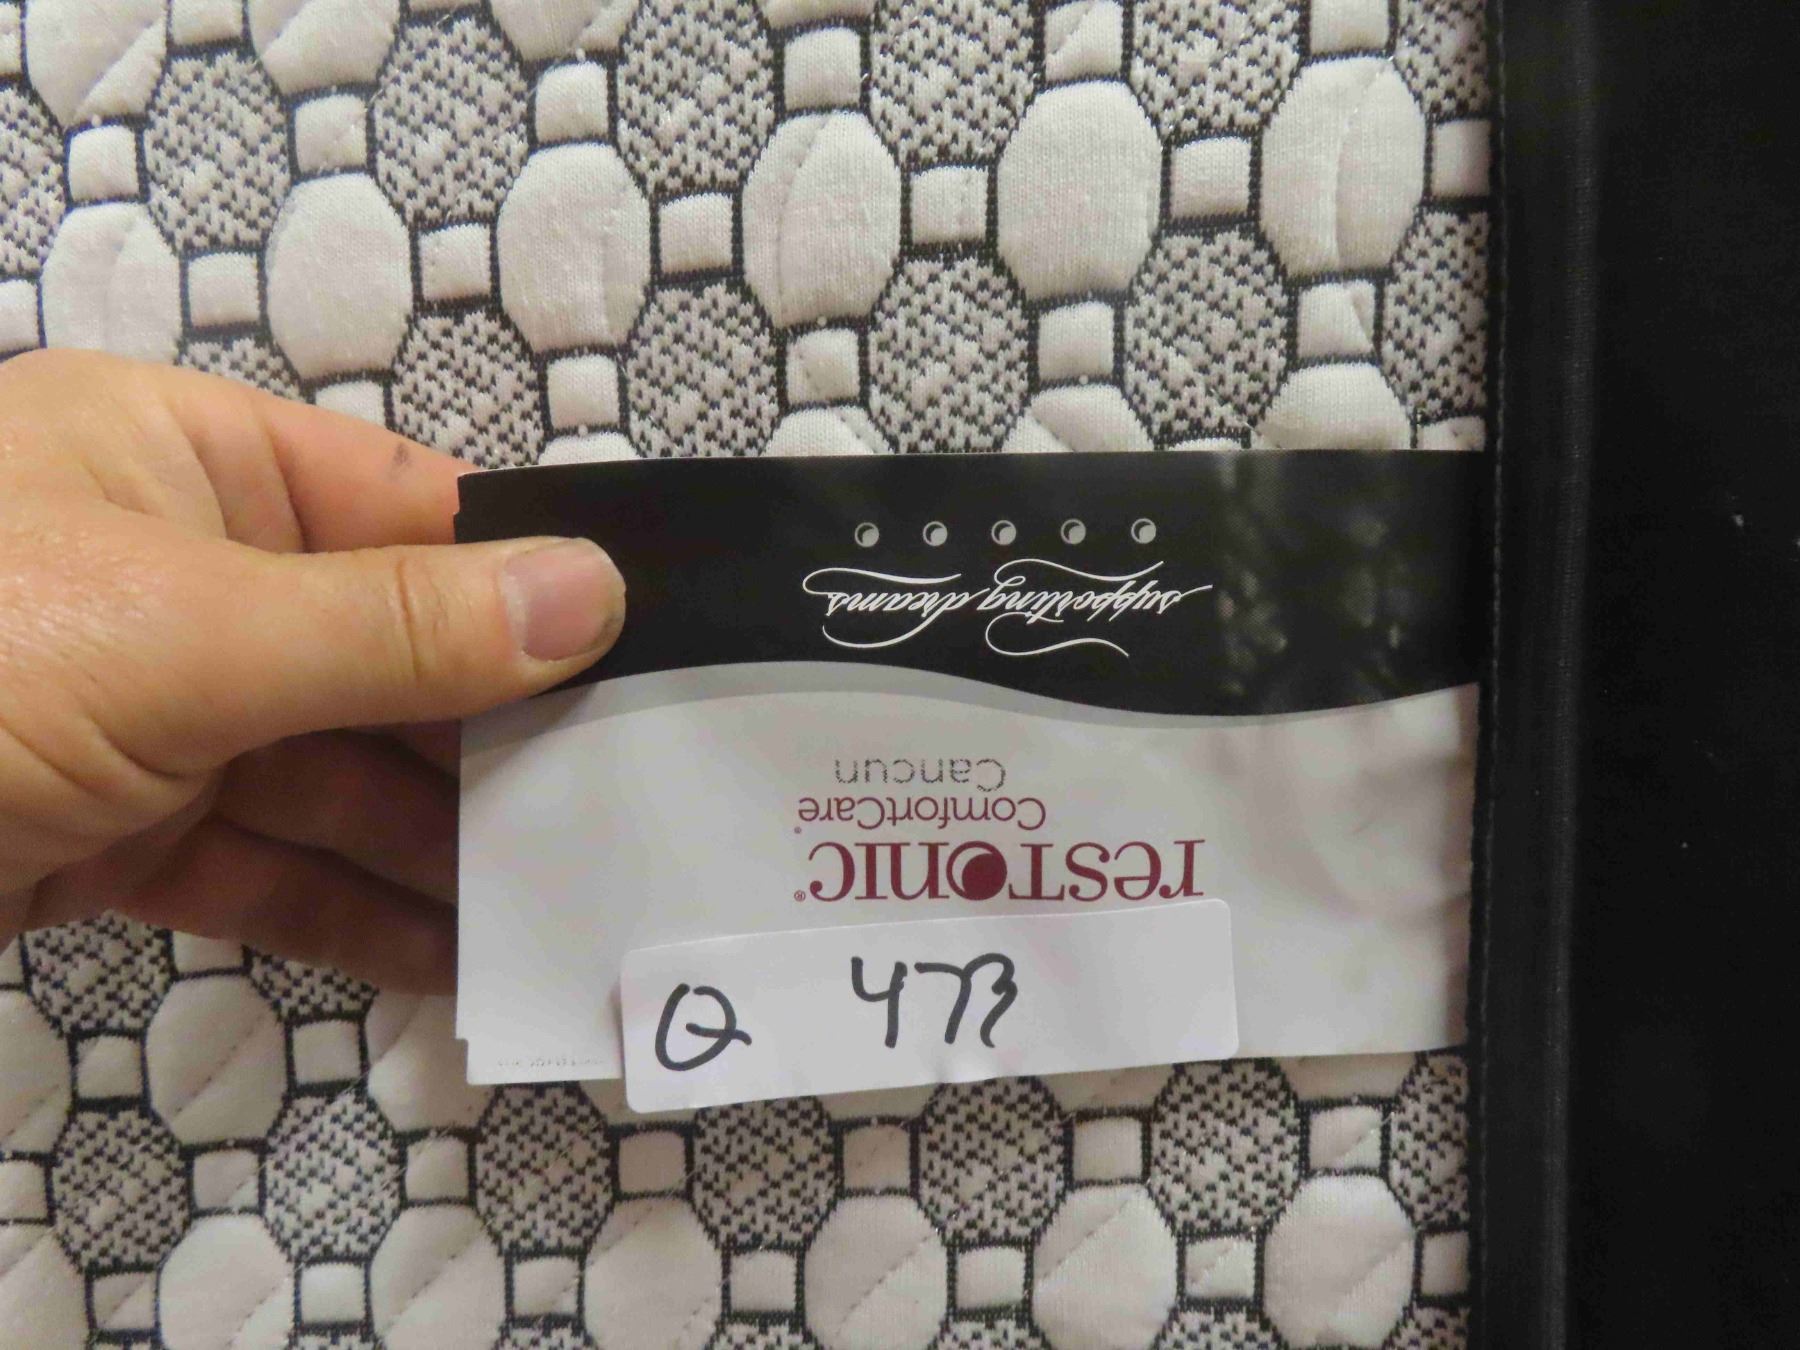 resTonic®
ComfortCare®
Cancun
supporting dreams
Q 473